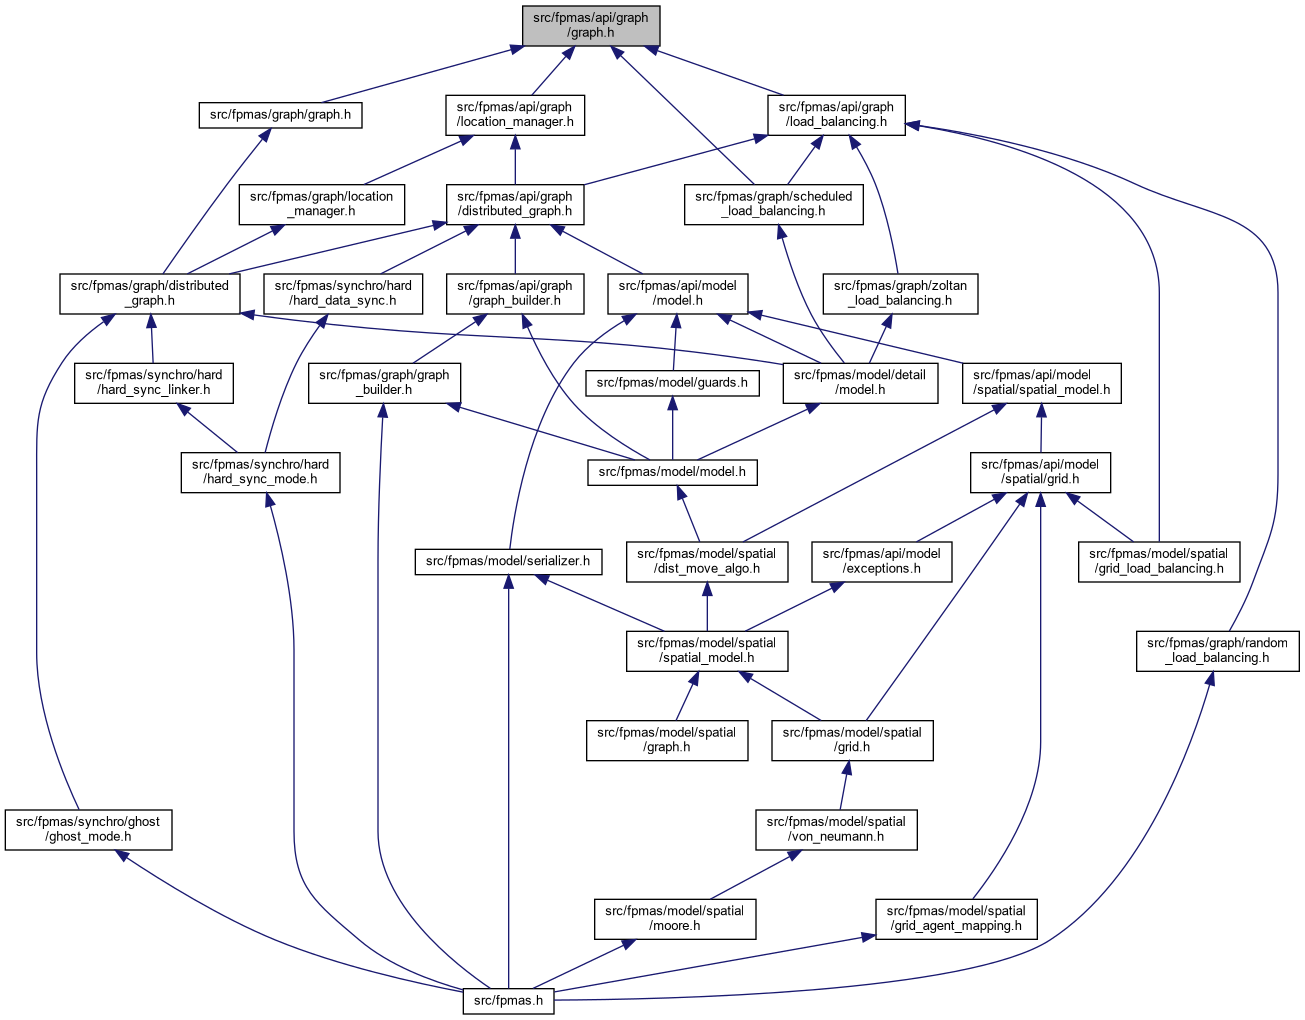 src/fpmas/api/graph
/graph.h
src/fpmas/graph/graph.h
src/fpmas/api/graph
/location_manager.h
src/fpmas/api/graph
/load_balancing.h
src/fpmas/graph/location
_manager.h
src/fpmas/api/graph
/distributed_graph.h
src/fpmas/graph/scheduled
_load_balancing.h
src/fpmas/graph/distributed
_graph.h
src/fpmas/synchro/hard
/hard_data_sync.h
src/fpmas/api/graph
/graph_builder.h
src/fpmas/api/model
/model.h
src/fpmas/graph/zoltan
_load_balancing.h
src/fpmas/synchro/hard
/hard_sync_linker.h
src/fpmas/graph/graph
_builder.h
src/fpmas/model/guards.h
src/fpmas/model/detail
/model.h
src/fpmas/api/model
/spatial/spatial_model.h
src/fpmas/synchro/hard
/hard_sync_mode.h
src/fpmas/model/model.h
src/fpmas/api/model
/spatial/grid.h
src/fpmas/model/serializer.h
src/fpmas/model/spatial
/dist_move_algo.h
src/fpmas/api/model
/exceptions.h
src/fpmas/model/spatial
/grid_load_balancing.h
src/fpmas/model/spatial
/spatial_model.h
src/fpmas/graph/random
_load_balancing.h
src/fpmas/model/spatial
/graph.h
src/fpmas/model/spatial
/grid.h
src/fpmas/synchro/ghost
/ghost_mode.h
src/fpmas/model/spatial
/von_neumann.h
src/fpmas/model/spatial
/moore.h
src/fpmas/model/spatial
/grid_agent_mapping.h
src/fpmas.h